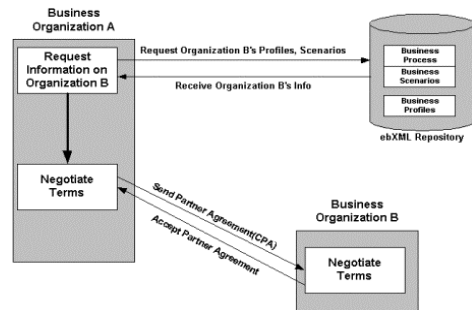 Business
Organization A
Request
Information on
Organization B
Request Organization B's Profiles, Scenarios
Receive Organization B's Info
Business
Process
Business
Scenarios
Business
Profiles
ebXML Repository
Negotiate
Terms
Send Partner Agreement(CPA)
Accept Partner Agreement
Business
Organization B
Negotiate
Terms